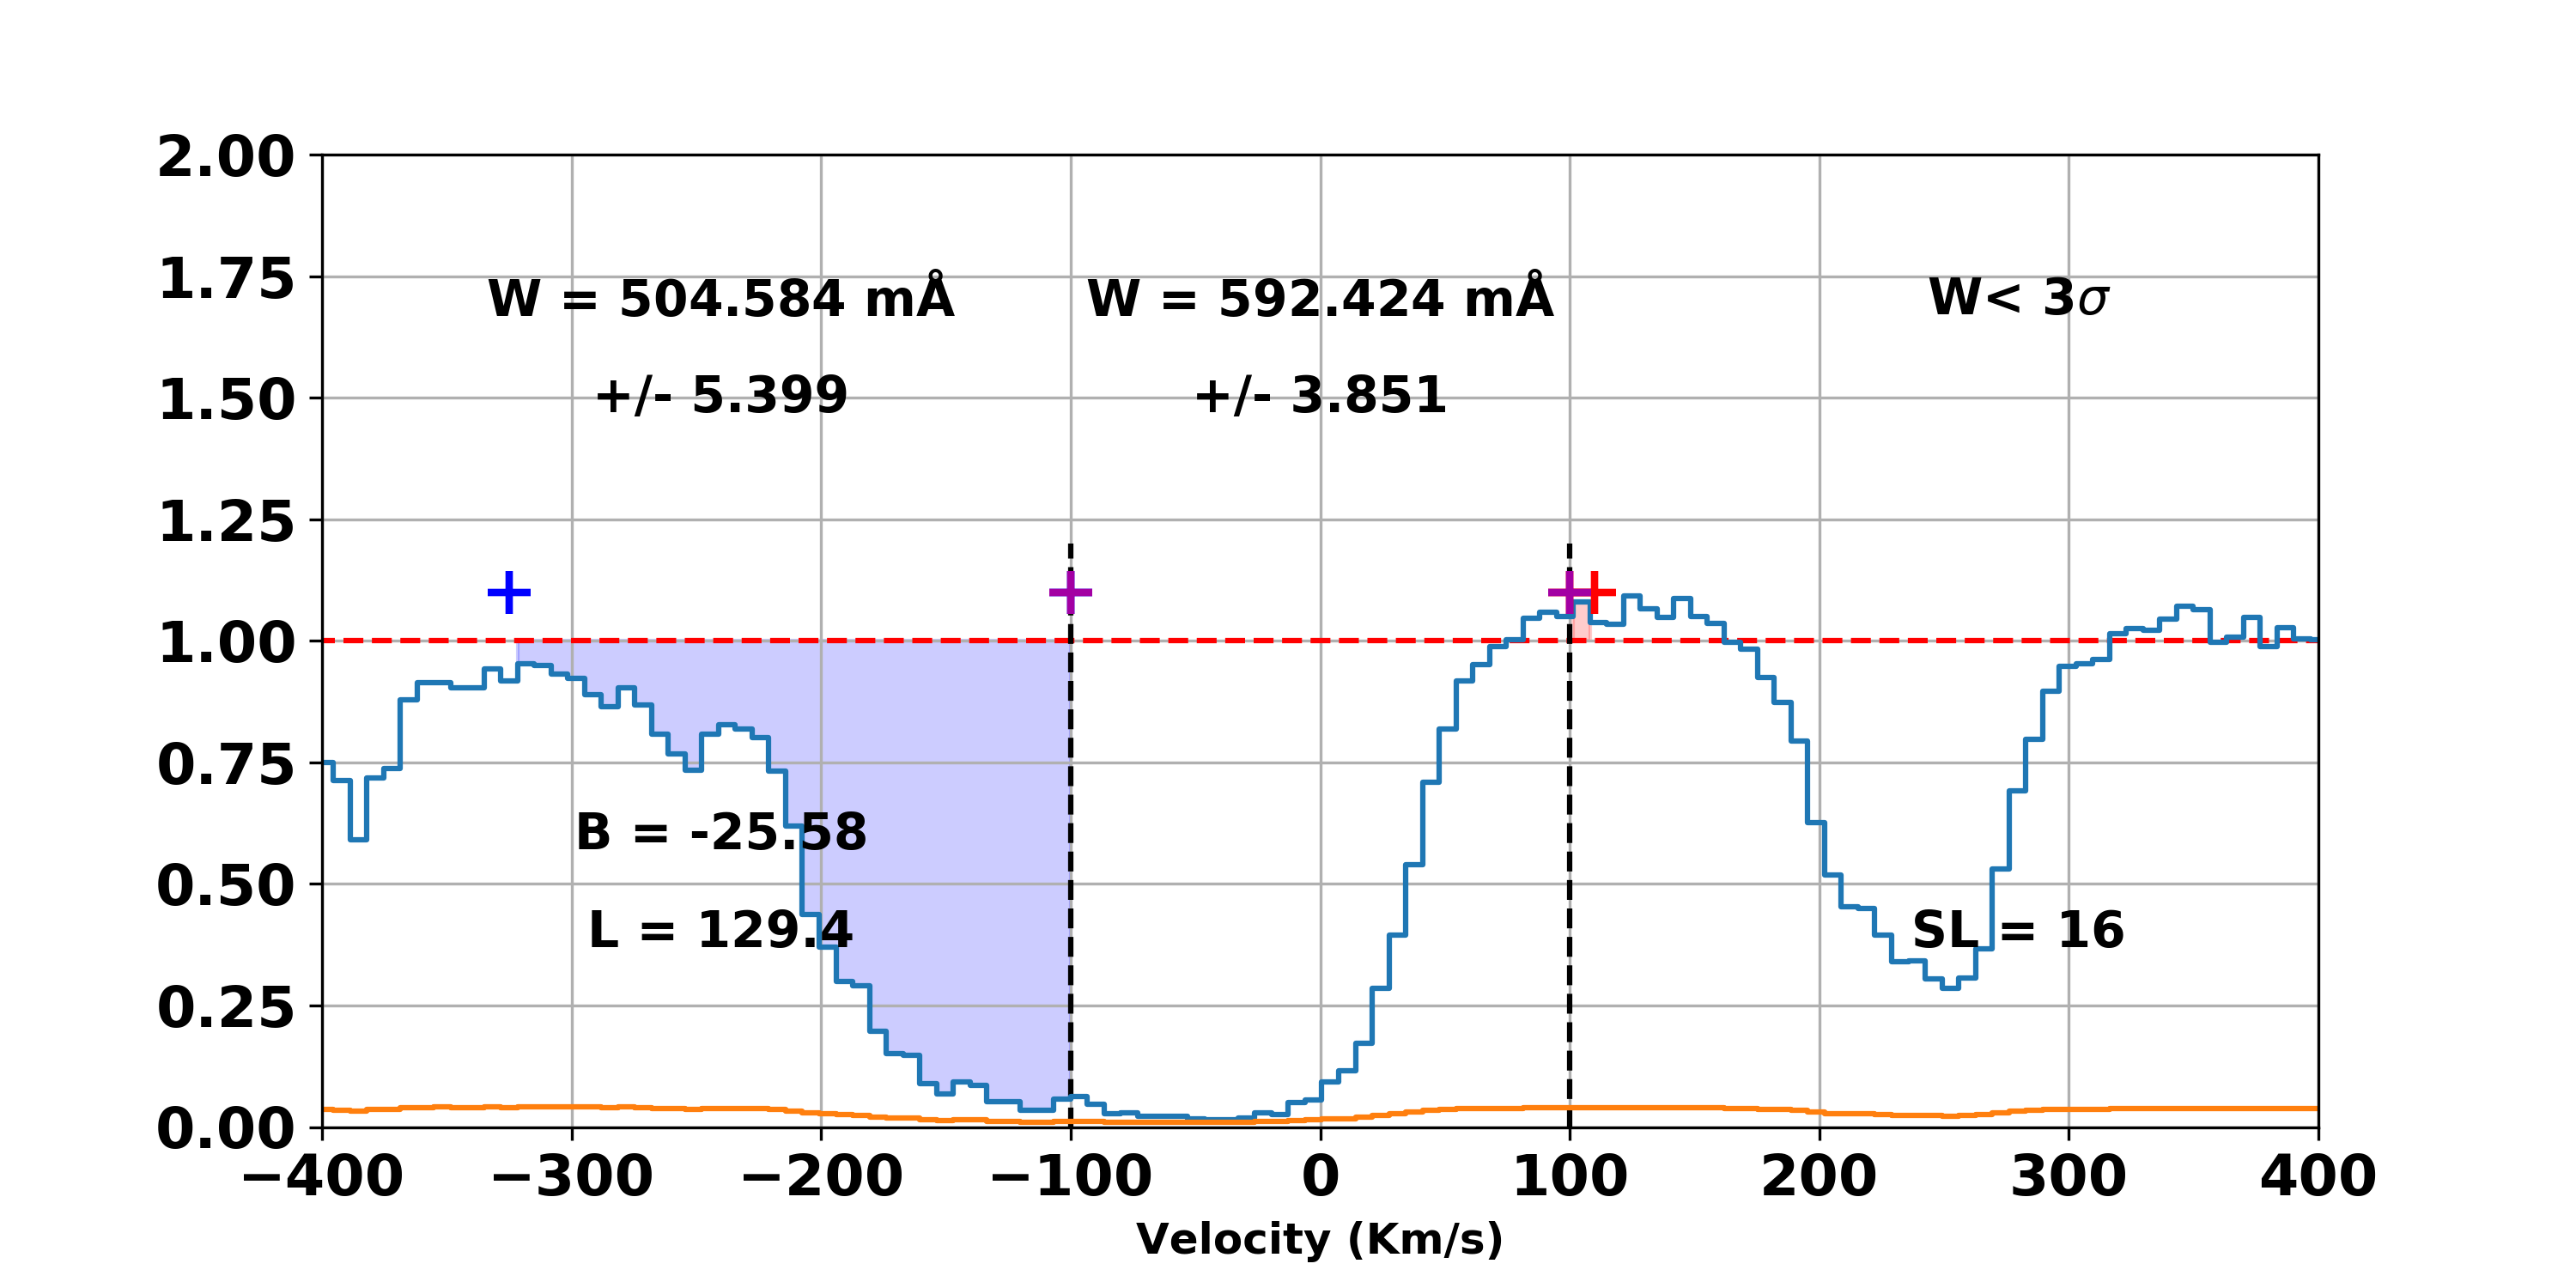 2.00
1.75
1.50
1.25
1.00
0.75
0.50
0.25
0.00
W = 504.584 mÅ
+/- 5.399
W = 592.424 mÅ
+/- 3.851
W< 3σ
B = -25.58
L = 129.4
SL = 16
−400 −300 −200 −100 0 100 200 300 400
Velocity (Km/s)